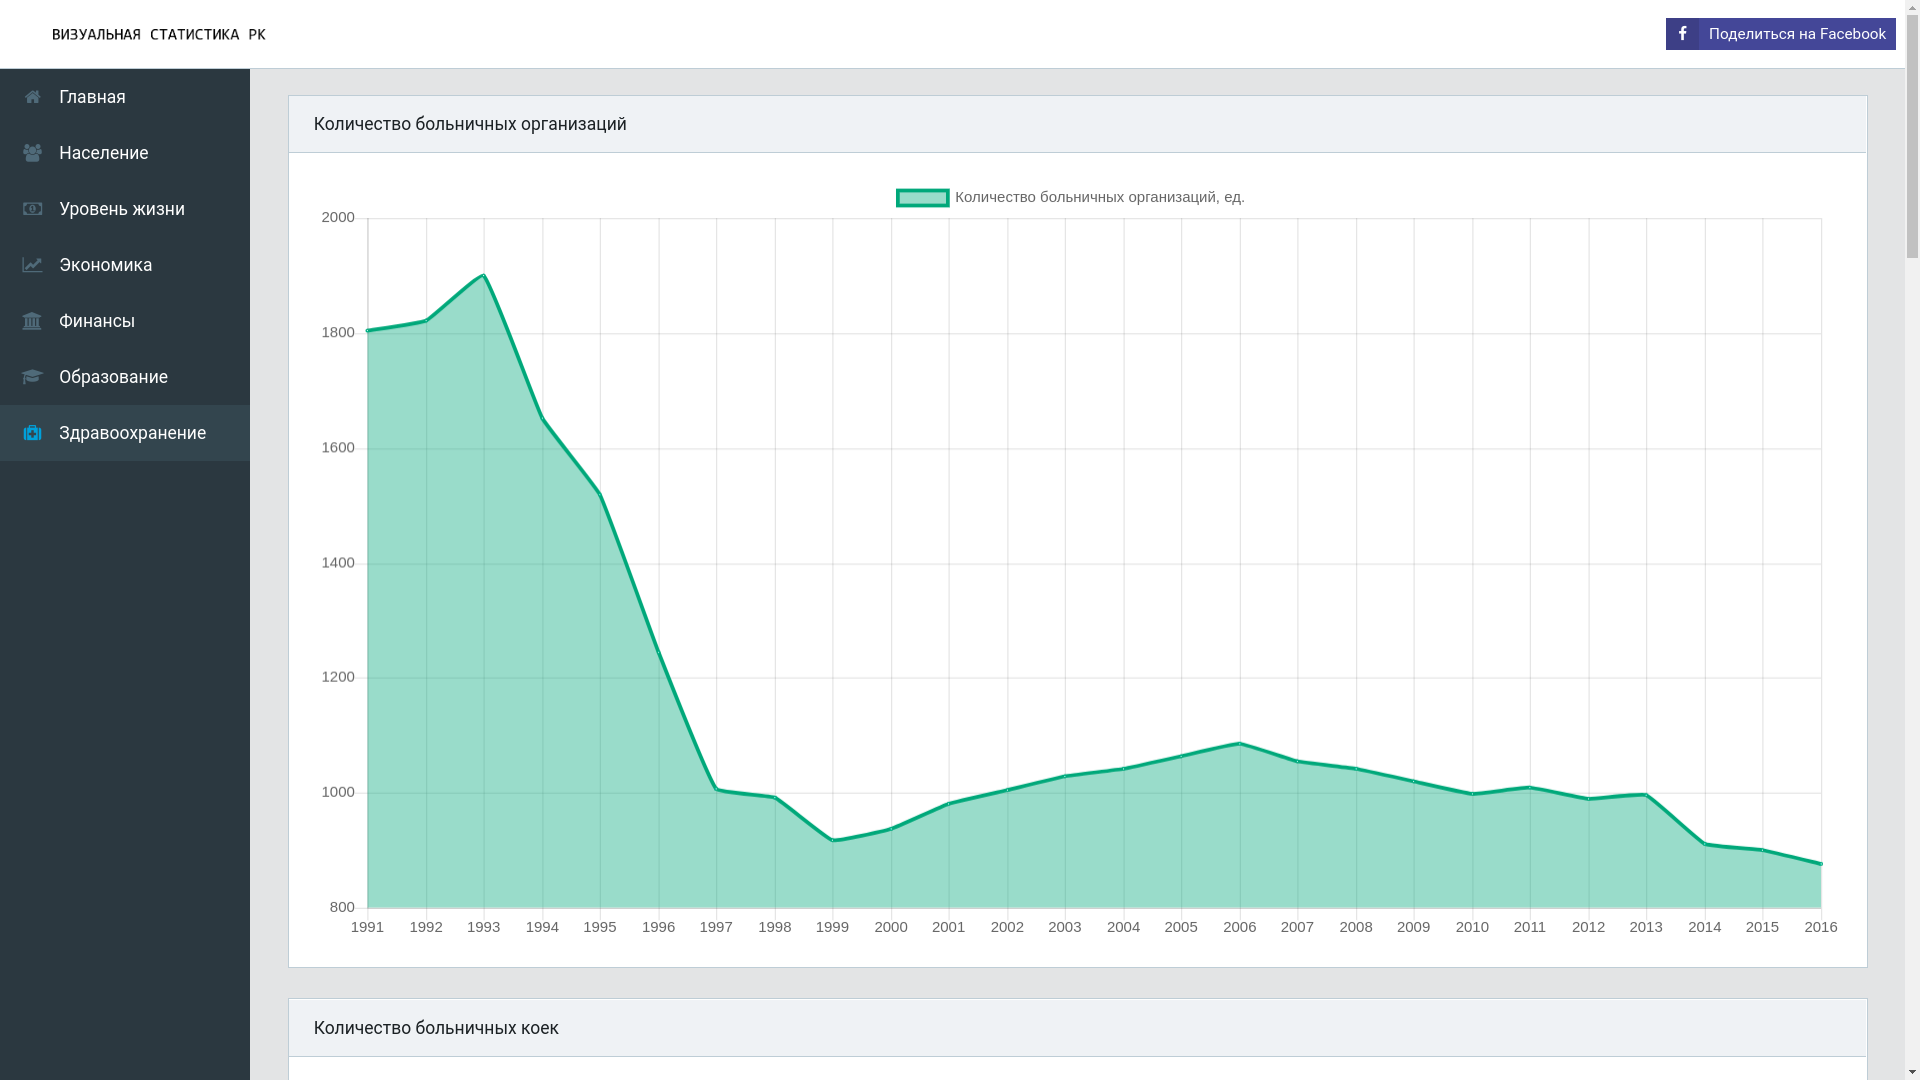 ВИЗУАЛЬНАЯ СТАТИСТИКА РК
Поделиться на Facebook
Главная
Население
Уровень жизни
Экономика
Финансы
Образование
Здравоохранение
Количество больничных организаций
Количество больничных организаций, ед.
2000
1800
1600
1400
1200
1000
800
1991 1992 1993 1994 1995 1996 1997 1998 1999 2000 2001 2002 2003 2004 2005 2006 2007 2008 2009 2010 2011 2012 2013 2014 2015 2016
Количество больничных коек